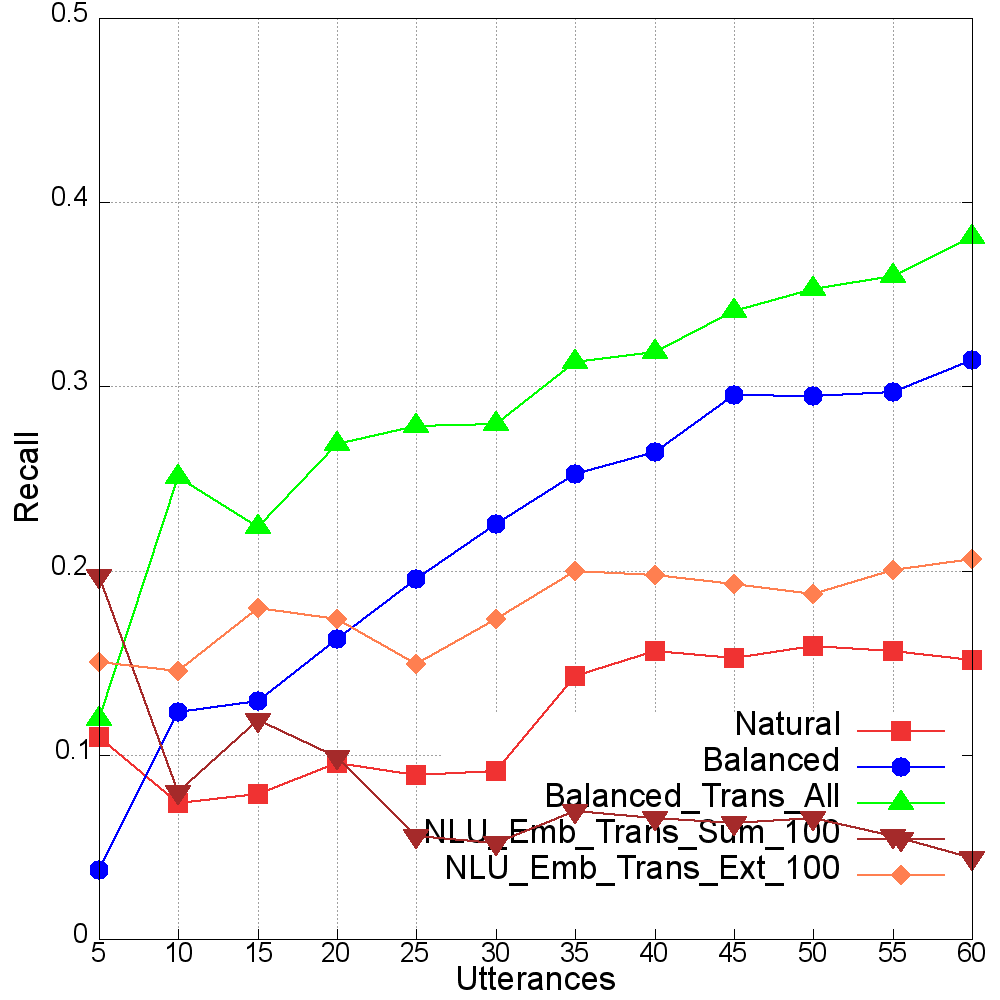 0.5
0.4
0.3
0.2
0.1
0
Recall
5 10 15 20 25 30 35 40 45 50 55 60
Utterances
Natural
Balanced
Balanced_Trans_All
NLU_Emb_Trans_Sum_100
NLU_Emb_Trans_Ext_100